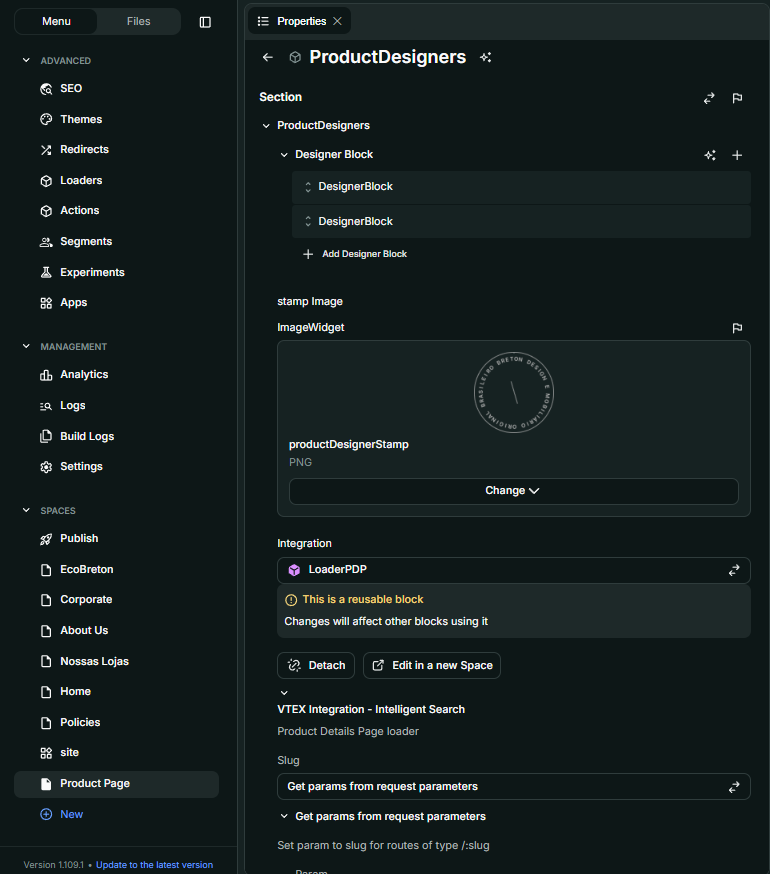 Menu
Files
ADVANCED
SEO
Themes
Redirects
Loaders
Actions
Segments
Experiments
Apps
MANAGEMENT
Analytics
Logs
Build Logs
Settings
SPACES
Publish
EcoBreton
Corporate
About Us
Nossas Lojas
Home
Policies
site
Product Page
New
Version 1.109.1 • Update to the latest version
Properties
ProductDesigners
Section
ProductDesigners
Designer Block
DesignerBlock
DesignerBlock
Add Designer Block
stamp Image
ImageWidget
BRETON DESIGN E MOBILIARIO ORIGINAL BRASILEIRO
productDesignerStamp
PNG
Change
Integration
LoaderPDP
This is a reusable block
Changes will affect other blocks using it
Detach
Edit in a new Space
VTEX Integration - Intelligent Search
Product Details Page loader
Slug
Get params from request parameters
Get params from request parameters
Set param to slug for routes of type /:slug
Param